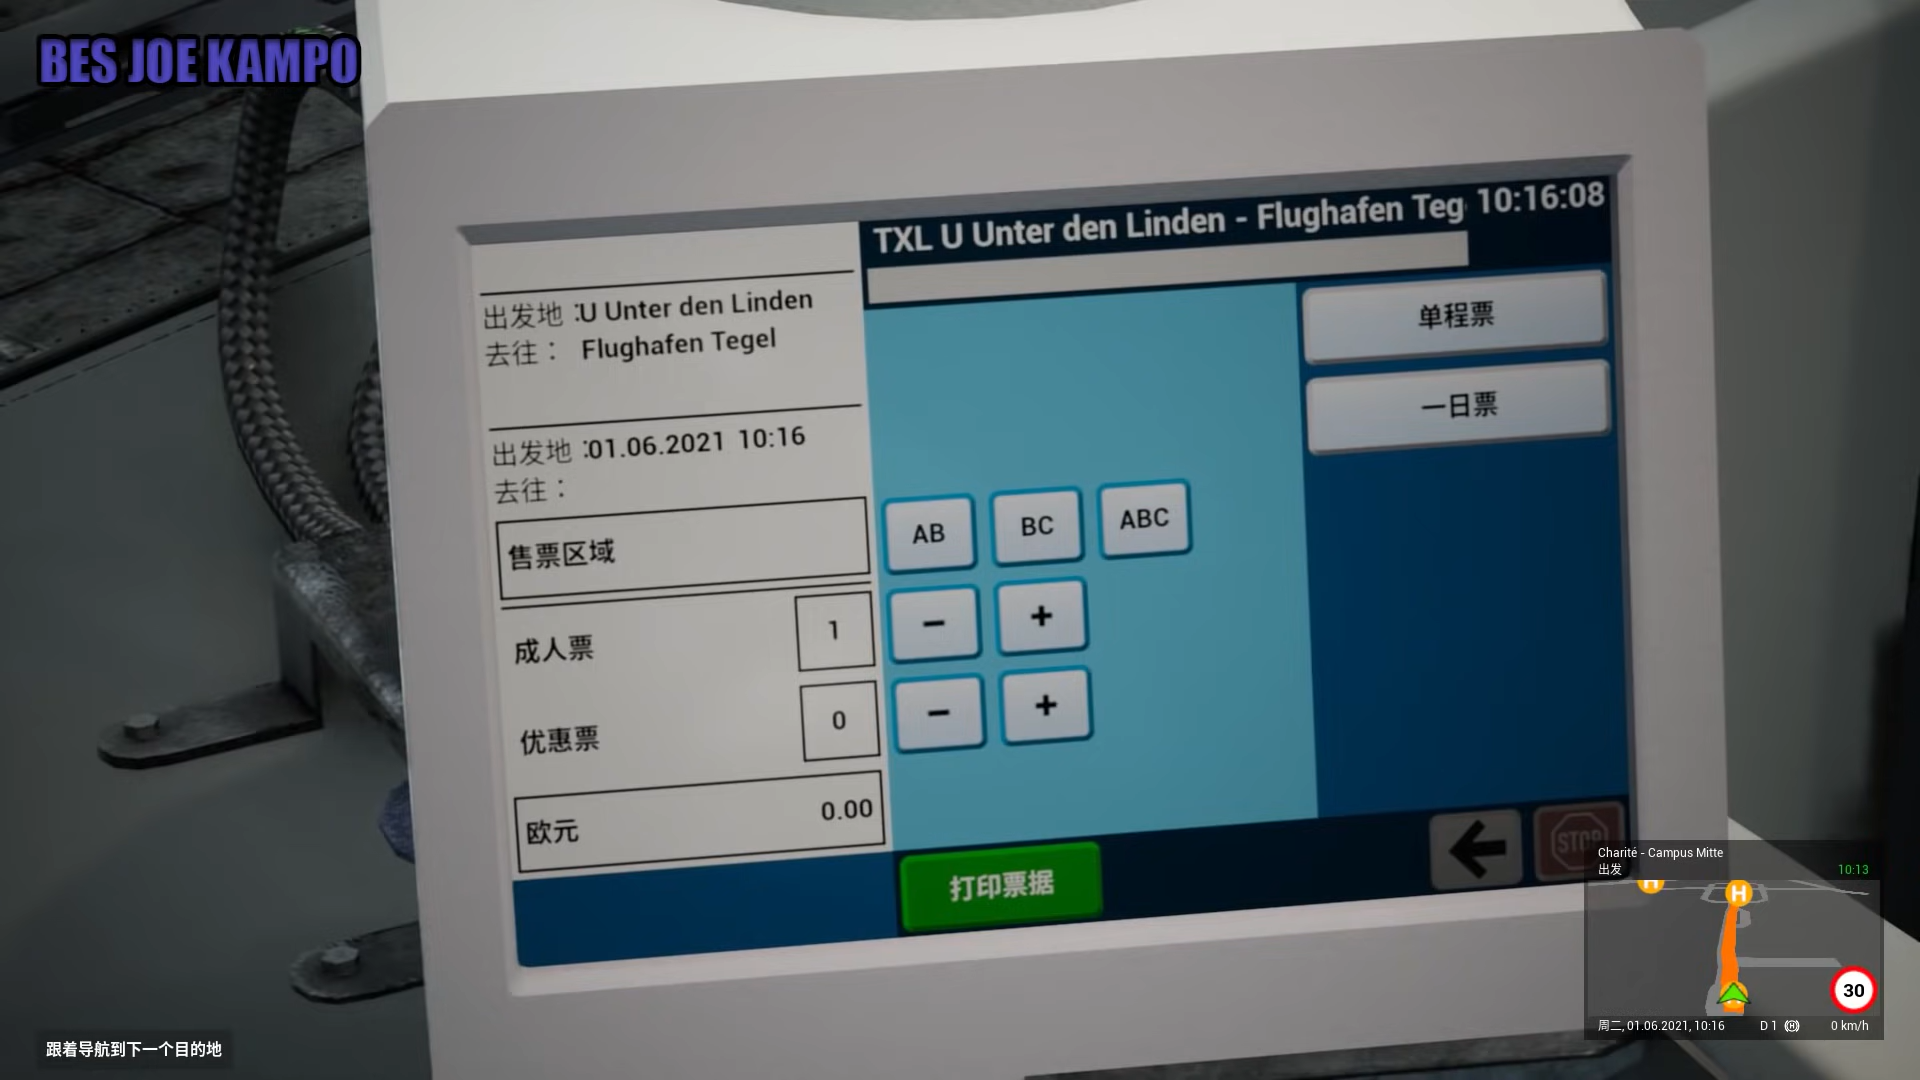 BES JOE KAMPO
TXL U Unter den Linden - Flughafen Teg
10:16:08
出发地 :U Unter den Linden
去往： Flughafen Tegel
出发地 :01.06.2021 10:16
去往：
售票区域
成人票 1
优惠票 0
欧元 0.00
AB BC ABC
− +
− +
单程票
一日票
打印票据
STOP
Charité - Campus Mitte
出发 10:13
H H
30
周二, 01.06.2021, 10:16 D 1 (H) 0 km/h
跟着导航到下一个目的地